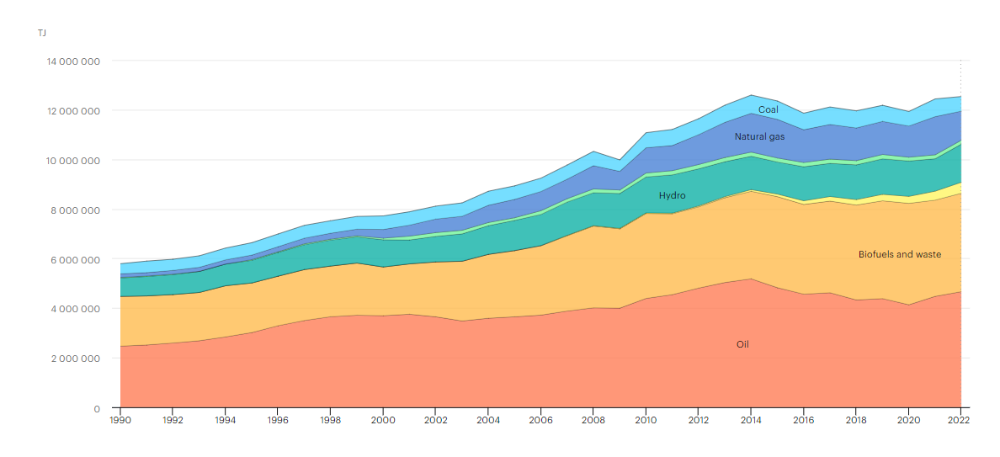 TJ
14 000 000
12 000 000
10 000 000
8 000 000
6 000 000
4 000 000
2 000 000
0
Coal
Natural gas
Hydro
Biofuels and waste
Oil
1990 1992 1994 1996 1998 2000 2002 2004 2006 2008 2010 2012 2014 2016 2018 2020 2022